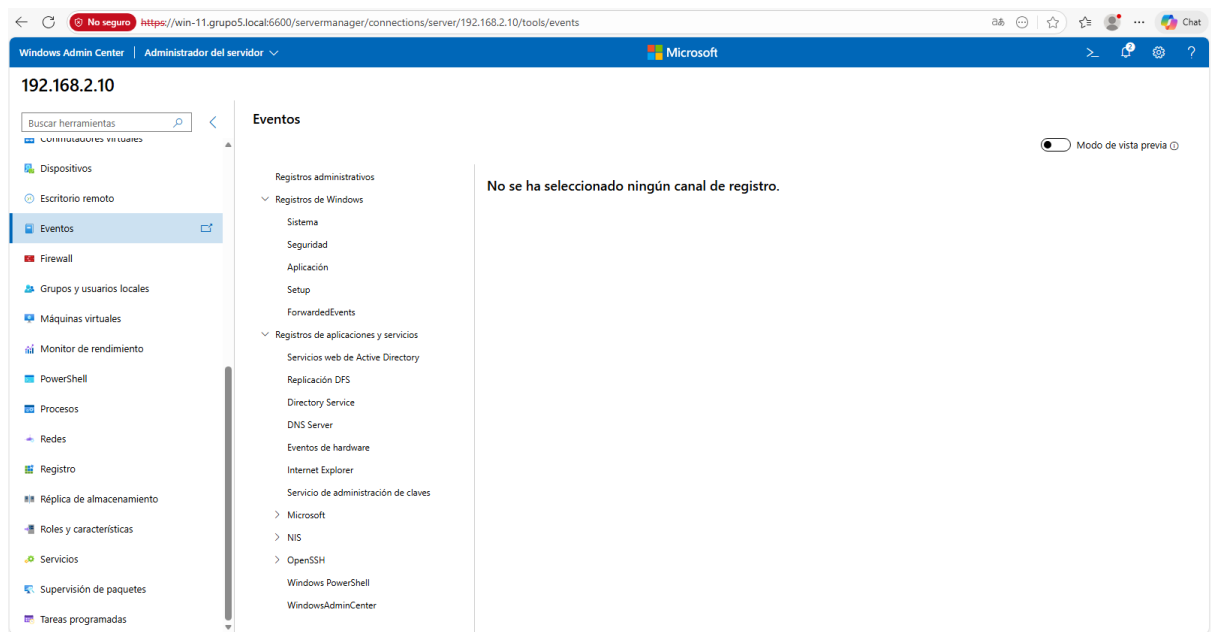 No seguro https://win-11.grupo5.local:6600/servermanager/connections/server/192.168.2.10/tools/events
Chat
Windows Admin Center | Administrador del servidor
Microsoft
192.168.2.10
Buscar herramientas
Conmutadores virtuales
Dispositivos
Escritorio remoto
Eventos
Firewall
Grupos y usuarios locales
Máquinas virtuales
Monitor de rendimiento
PowerShell
Procesos
Redes
Registro
Réplica de almacenamiento
Roles y características
Servicios
Supervisión de paquetes
Tareas programadas
Eventos
Modo de vista previa
Registros administrativos
Registros de Windows
Sistema
Seguridad
Aplicación
Setup
ForwardedEvents
Registros de aplicaciones y servicios
Servicios web de Active Directory
Replicación DFS
Directory Service
DNS Server
Eventos de hardware
Internet Explorer
Servicio de administración de claves
Microsoft
NIS
OpenSSH
Windows PowerShell
WindowsAdminCenter
No se ha seleccionado ningún canal de registro.